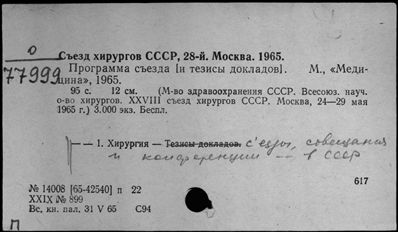 о
77999
Съезд хирургов СССР, 28-й. Москва. 1965.
Программа съезда [и тезисы докладов]. М., «Меди-
цина», 1965.
95 с. 12 см. (М-во здравоохранения СССР. Всесоюз. науч.
о-во хирургов. XXVIII съезд хирургов СССР. Москва, 24—29 мая
1965 г.) 3.000 экз. Беспл.
— 1. Хирургия — Тезисы докладов. съезды, совещания
и конференции — в СССР
617
№ 14008 [65-42540] п 22
XXIX № 899
Вс. кн. пал. 31 V 65 С94
П